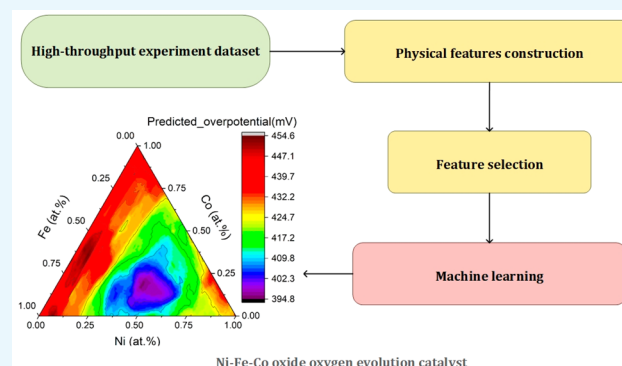 High-throughput experiment dataset
Physical features construction
Feature selection
Machine learning
Predicted_overpotential(mV)
454.6
447.1
439.7
432.2
424.7
417.2
409.8
402.3
394.8
0.00
0.25
0.50
0.75
1.00
Fe (at.%)
1.00
0.75
0.50
0.25
0.00
Co (at.%)
0.00
0.25
0.50
0.75
1.00
Ni (at.%)
Ni-Fe-Co oxide oxygen evolution catalyst